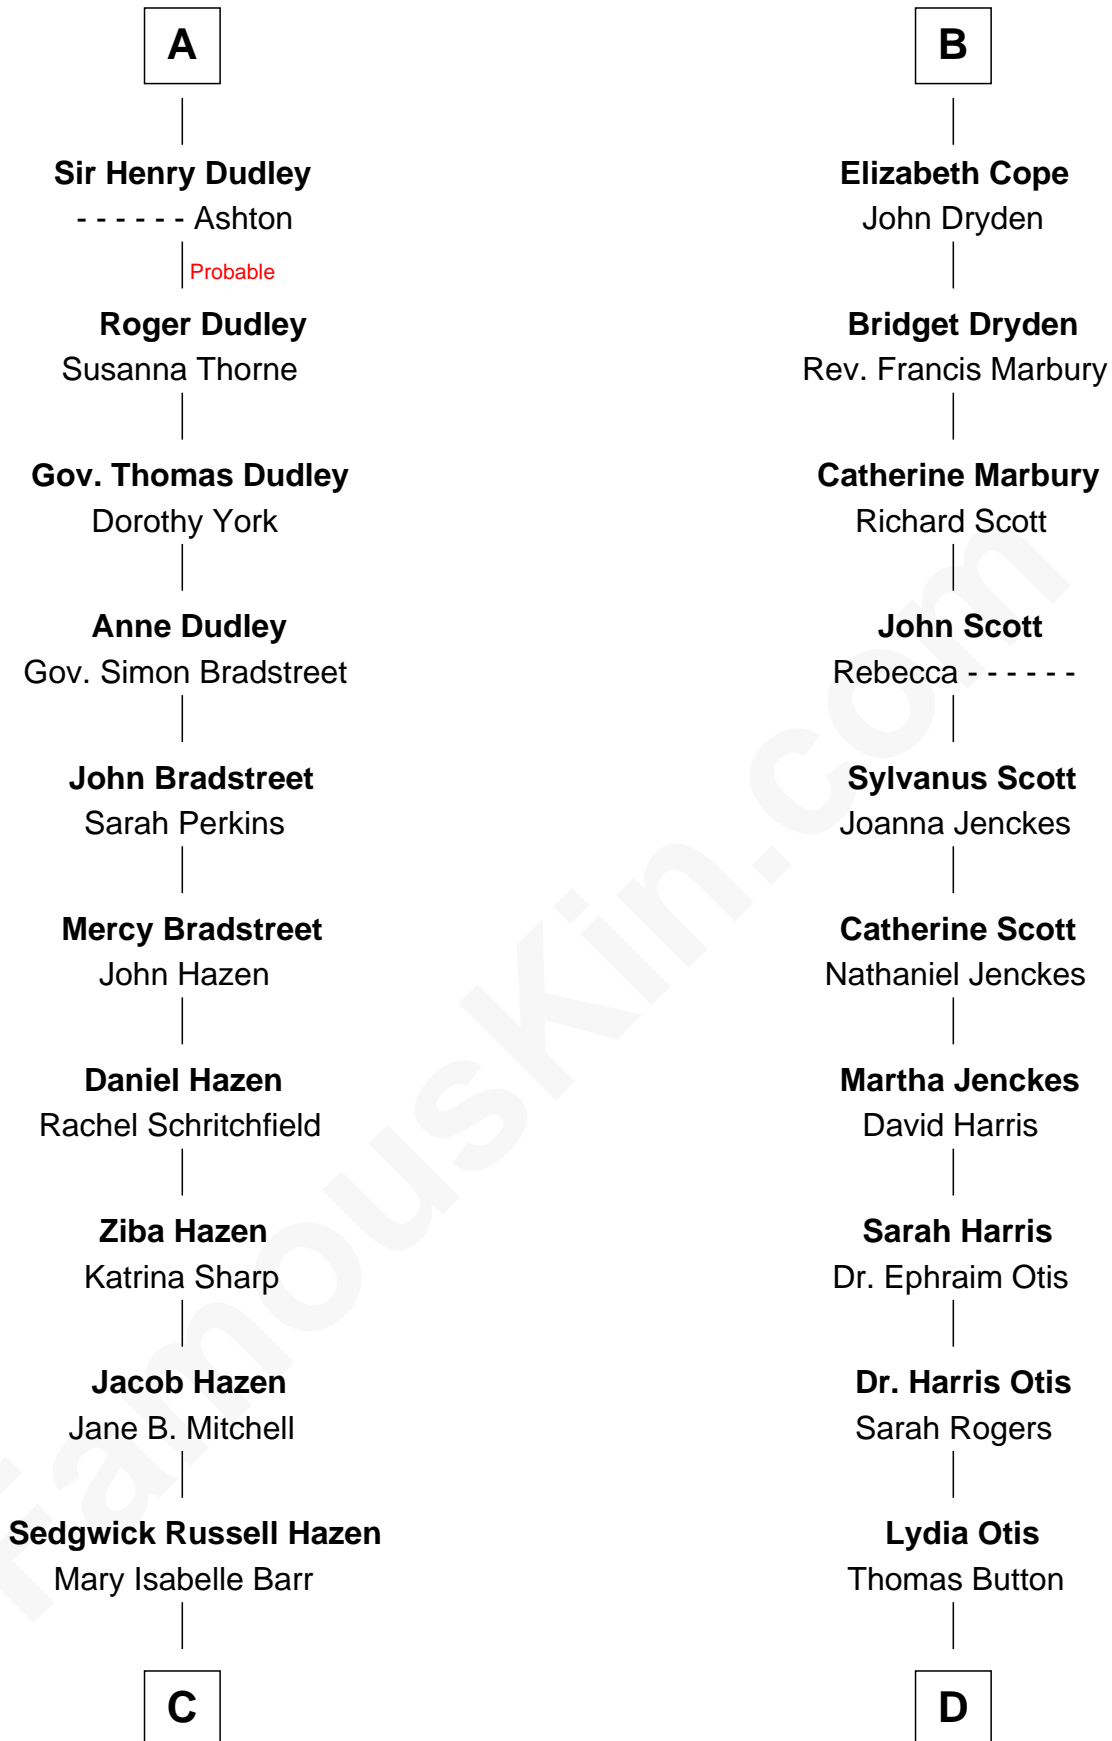 A
Sir Henry Dudley
- - - - - - Ashton
Probable
Roger Dudley
Susanna Thorne
Gov. Thomas Dudley
Dorothy York
Anne Dudley
Gov. Simon Bradstreet
John Bradstreet
Sarah Perkins
Mercy Bradstreet
John Hazen
Daniel Hazen
Rachel Schritchfield
Ziba Hazen
Katrina Sharp
Jacob Hazen
Jane B. Mitchell
Sedgwick Russell Hazen
Mary Isabelle Barr
C
B
Elizabeth Cope
John Dryden
Bridget Dryden
Rev. Francis Marbury
Catherine Marbury
Richard Scott
John Scott
Rebecca - - - - - -
Sylvanus Scott
Joanna Jenckes
Catherine Scott
Nathaniel Jenckes
Martha Jenckes
David Harris
Sarah Harris
Dr. Ephraim Otis
Dr. Harris Otis
Sarah Rogers
Lydia Otis
Thomas Button
D
FamousKin.com